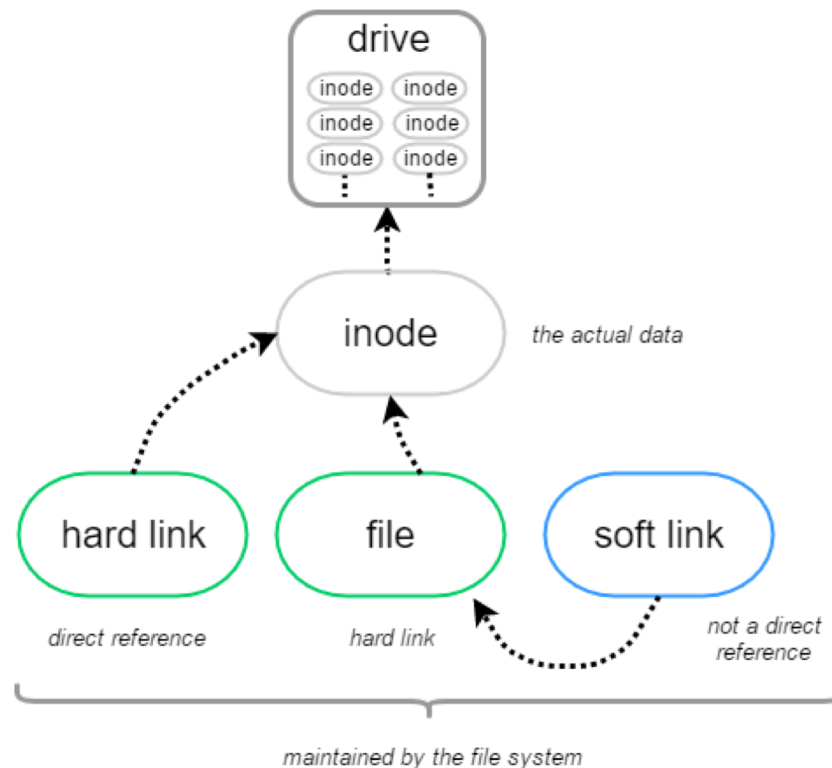 drive
inode inode
inode inode
inode inode
inode
the actual data
hard link
file
soft link
direct reference
hard link
not a direct
reference
maintained by the file system